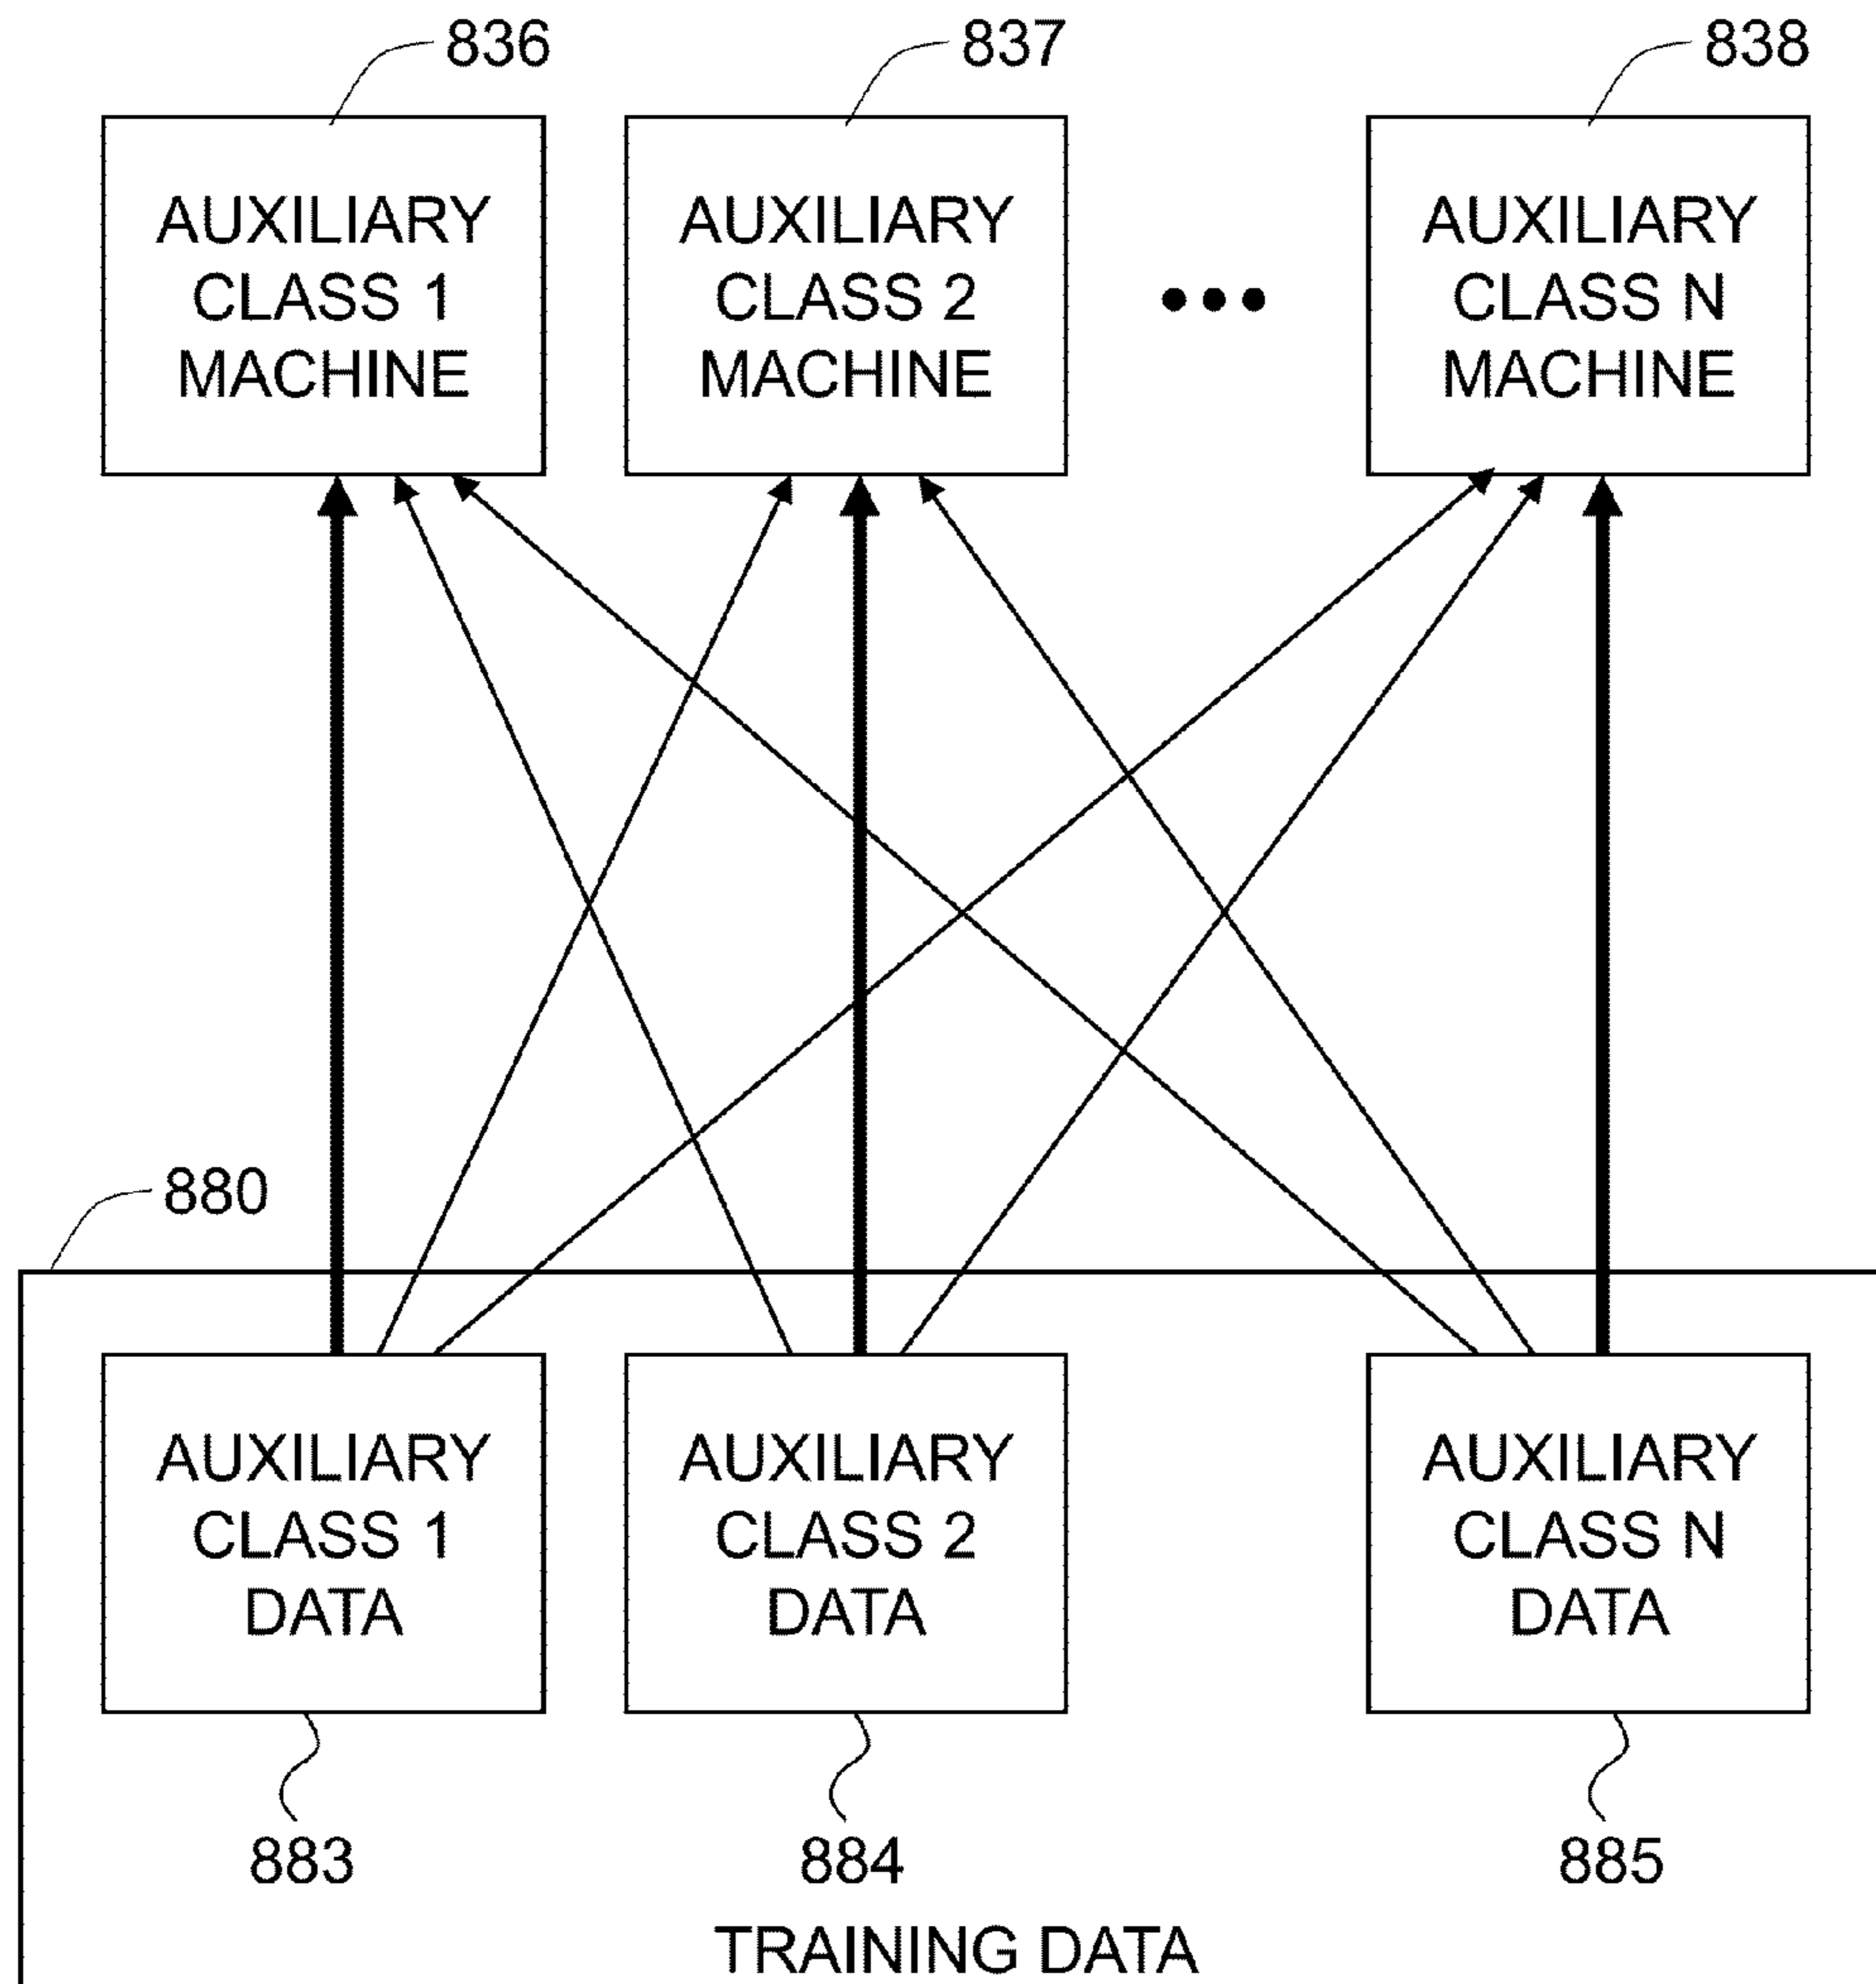 836
837
838
AUXILIARY
CLASS 1
MACHINE
AUXILIARY
CLASS 2
MACHINE
•••
AUXILIARY
CLASS N
MACHINE
880
AUXILIARY
CLASS 1
DATA
AUXILIARY
CLASS 2
DATA
AUXILIARY
CLASS N
DATA
883
884
885
TRAINING DATA